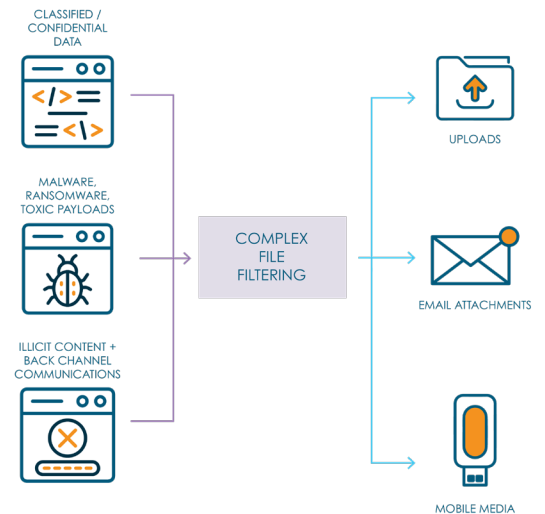 CLASSIFIED /
CONFIDENTIAL
DATA
MALWARE,
RANSOMWARE,
TOXIC PAYLOADS
ILLICIT CONTENT +
BACK CHANNEL
COMMUNICATIONS
COMPLEX
FILE
FILTERING
UPLOADS
EMAIL ATTACHMENTS
MOBILE MEDIA